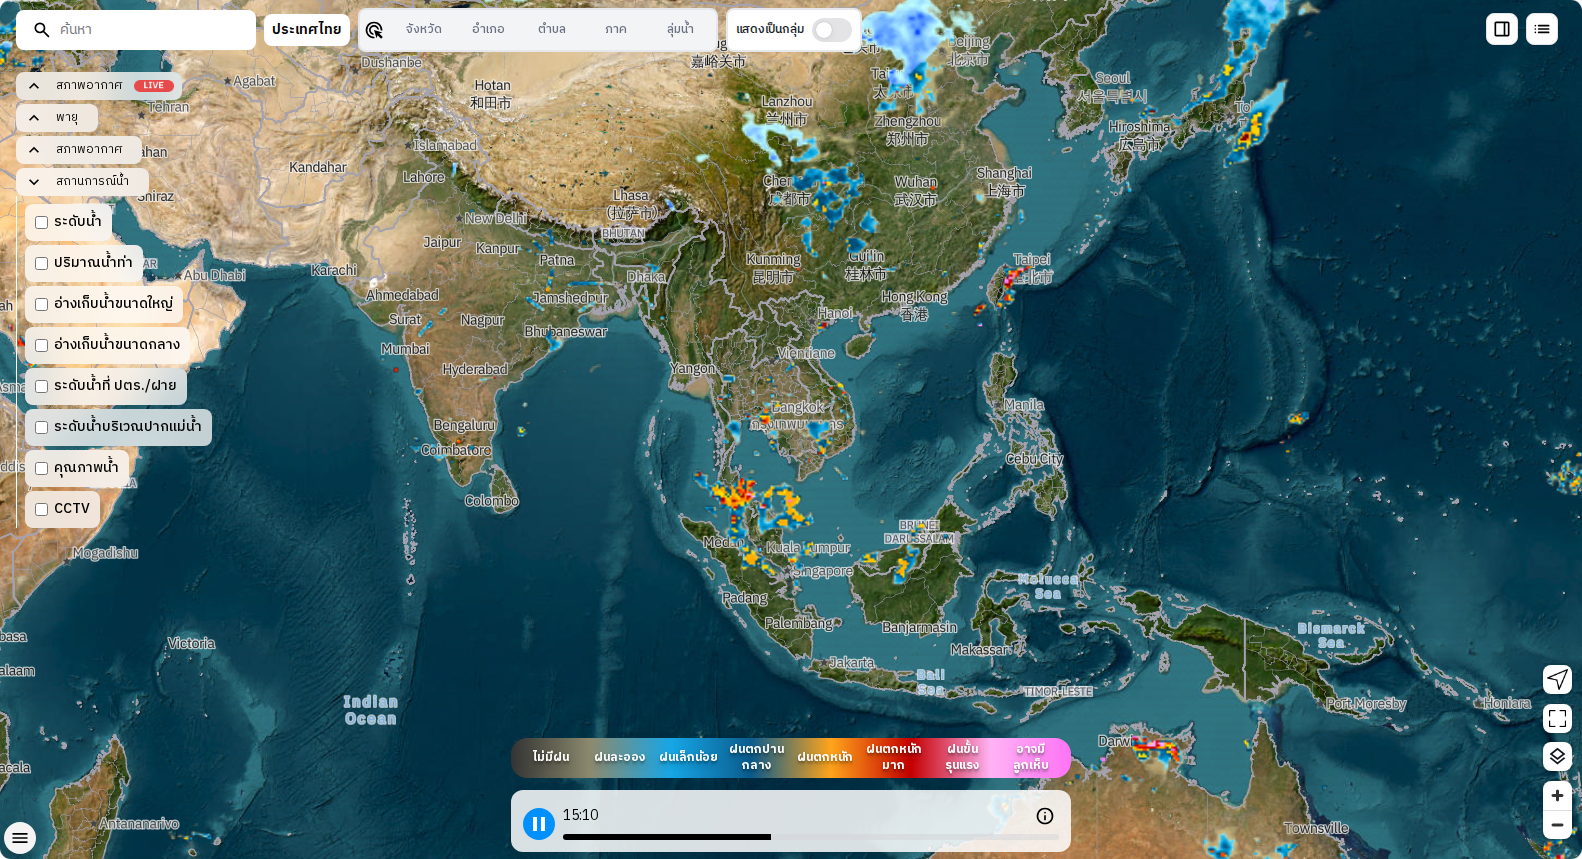 ค้นหา
ประเทศไทย
จังหวัด
อำเภอ
ตำบล
ภาค
ลุ่มน้ำ
แสดงเป็นกลุ่ม
สภาพอากาศ LIVE
พายุ
สภาพอากาศ
สถานการณ์น้ำ
ระดับน้ำ
ปริมาณน้ำท่า
อ่างเก็บน้ำขนาดใหญ่
อ่างเก็บน้ำขนาดกลาง
ระดับน้ำที่ ปตร./ฝาย
ระดับน้ำบริเวณปากแม่น้ำ
คุณภาพน้ำ
CCTV
Dushanbe
Agabat
Tehran
Shiraz
Abu Dhabi
Kandahar
Islamabad
Lahore
New Delhi
Jaipur
Kanpur
Karachi
Patna
Ahmedabad
Jamshedpur
Surat
Nagpur
Bhubaneswar
Mumbai
Hyderabad
Bengaluru
Coimbatore
Colombo
Hotan
和田市
嘉峪关市
Lanzhou
兰州市
Beijing
北京市
Zhengzhou
郑州市
Seoul
서울특별시
Hiroshima
広島市
Shanghai
上海市
Wuhan
武汉市
成都市
Lhasa
(拉萨市)
BHUTAN
Dhaka
Kunming
昆明市
Guilin
桂林市
Taipei
Hong Kong
香港
Hanoi
Vientiane
Yangon
Bangkok
Manila
Cebu City
BRUNEI
DARUSSALAM
Kuala Lumpur
Singapore
Padang
Palembang
Banjarmasin
Makassar
Jakarta
Bali
Sea
Molucca
Sea
Bismarck
Sea
TIMOR-LESTE
Port Moresby
Honiara
Townsville
Mogadishu
Victoria
Indian
Ocean
Antananarivo
ไม่มีฝน
ฝนละออง
ฝนเล็กน้อย
ฝนตกปาน
กลาง
ฝนตกหนัก
ฝนตกหนัก
มาก
ฝนขั้น
รุนแรง
อาจมี
ลูกเห็บ
15:10